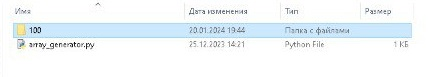 Имя Дата изменения Тип Размер
100 20.01.2024 19:44 Папка с файлами
array_generator.py 25.12.2023 14:21 Python File 1 КБ